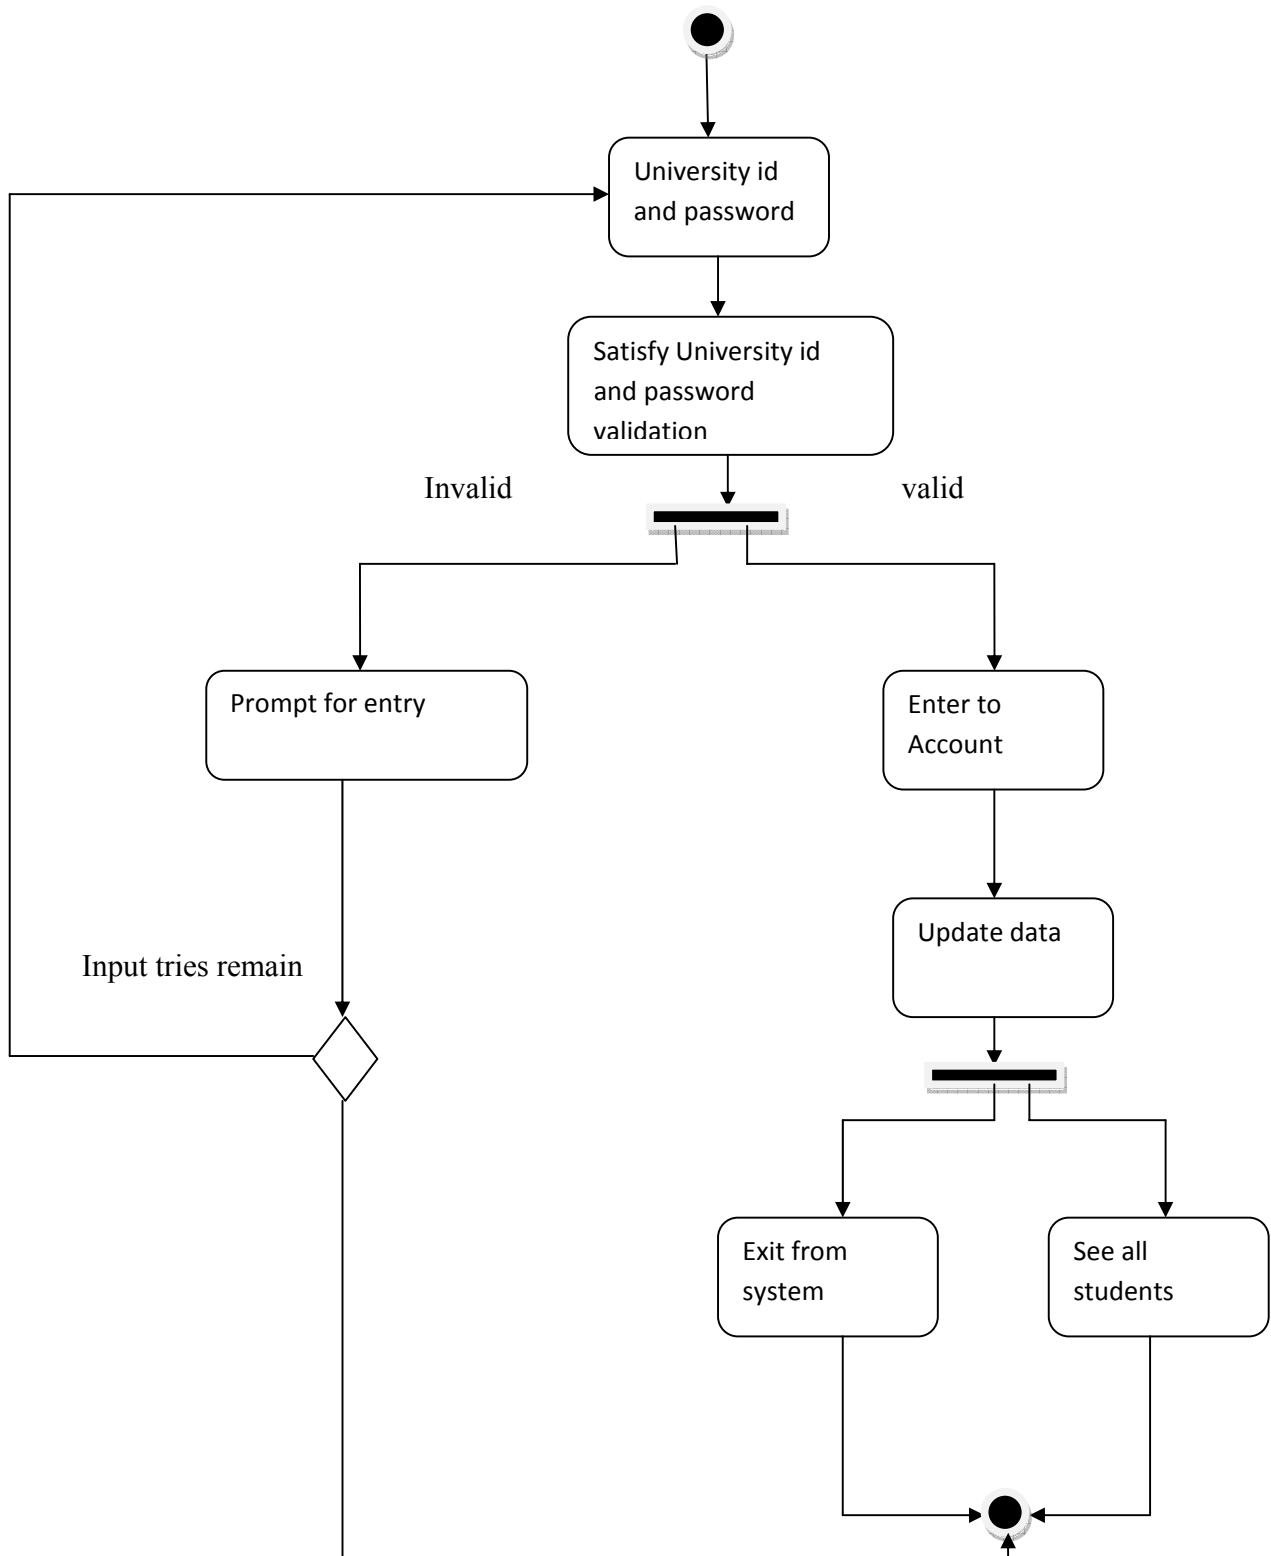 University id
and password
Satisfy University id
and password
validation
Invalid
valid
Prompt for entry
Enter to
Account
Update data
Input tries remain
Exit from
system
See all
students